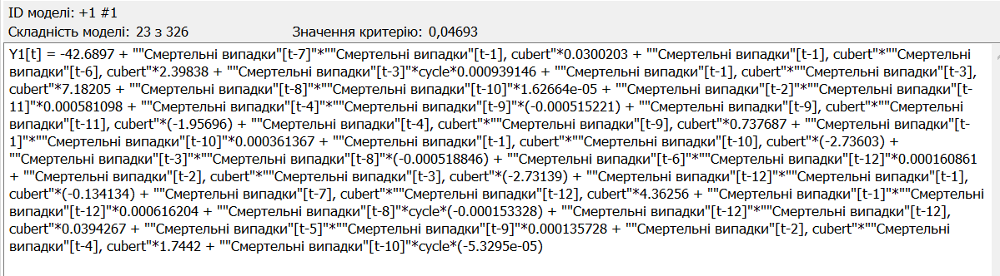 ID моделі: +1 #1
Складність моделі: 23 з 326 Значення критерію: 0,04693
Y1[t] = -42.6897 + ""Смертельні випадки"[t-7]"*""Смертельні випадки"[t-1], cubert"*0.0300203 + ""Смертельні випадки"[t-1], cubert"*""Смертельні
випадки"[t-6], cubert"*2.39838 + ""Смертельні випадки"[t-3]"*cycle*0.000939146 + ""Смертельні випадки"[t-1], cubert"*""Смертельні випадки"[t-3],
cubert"*7.18205 + ""Смертельні випадки"[t-8]"*""Смертельні випадки"[t-10]"*1.62664e-05 + ""Смертельні випадки"[t-2]"*""Смертельні випадки"[t-
11]"*0.000581098 + ""Смертельні випадки"[t-4]"*""Смертельні випадки"[t-9]"*(-0.000515221) + ""Смертельні випадки"[t-9], cubert"*""Смертельні
випадки"[t-11], cubert"*(-1.95696) + ""Смертельні випадки"[t-4], cubert"*""Смертельні випадки"[t-9], cubert"*0.737687 + ""Смертельні випадки"[t-
1]"*""Смертельні випадки"[t-10]"*0.000361367 + ""Смертельні випадки"[t-1], cubert"*""Смертельні випадки"[t-10], cubert"*(-2.73603) +
""Смертельні випадки"[t-3]"*""Смертельні випадки"[t-8]"*(-0.000518846) + ""Смертельні випадки"[t-6]"*""Смертельні випадки"[t-12]"*0.000160861
+ ""Смертельні випадки"[t-2], cubert"*""Смертельні випадки"[t-3], cubert"*(-2.73139) + ""Смертельні випадки"[t-12]"*""Смертельні випадки"[t-1],
cubert"*(-0.134134) + ""Смертельні випадки"[t-7], cubert"*""Смертельні випадки"[t-12], cubert"*4.36256 + ""Смертельні випадки"[t-1]"*""Смертельні
випадки"[t-12]"*0.000616204 + ""Смертельні випадки"[t-8]"*cycle*(-0.000153328) + ""Смертельні випадки"[t-12]"*""Смертельні випадки"[t-12],
cubert"*0.0394267 + ""Смертельні випадки"[t-5]"*""Смертельні випадки"[t-9]"*0.000135728 + ""Смертельні випадки"[t-2], cubert"*""Смертельні
випадки"[t-4], cubert"*1.7442 + ""Смертельні випадки"[t-10]"*cycle*(-5.3295e-05)